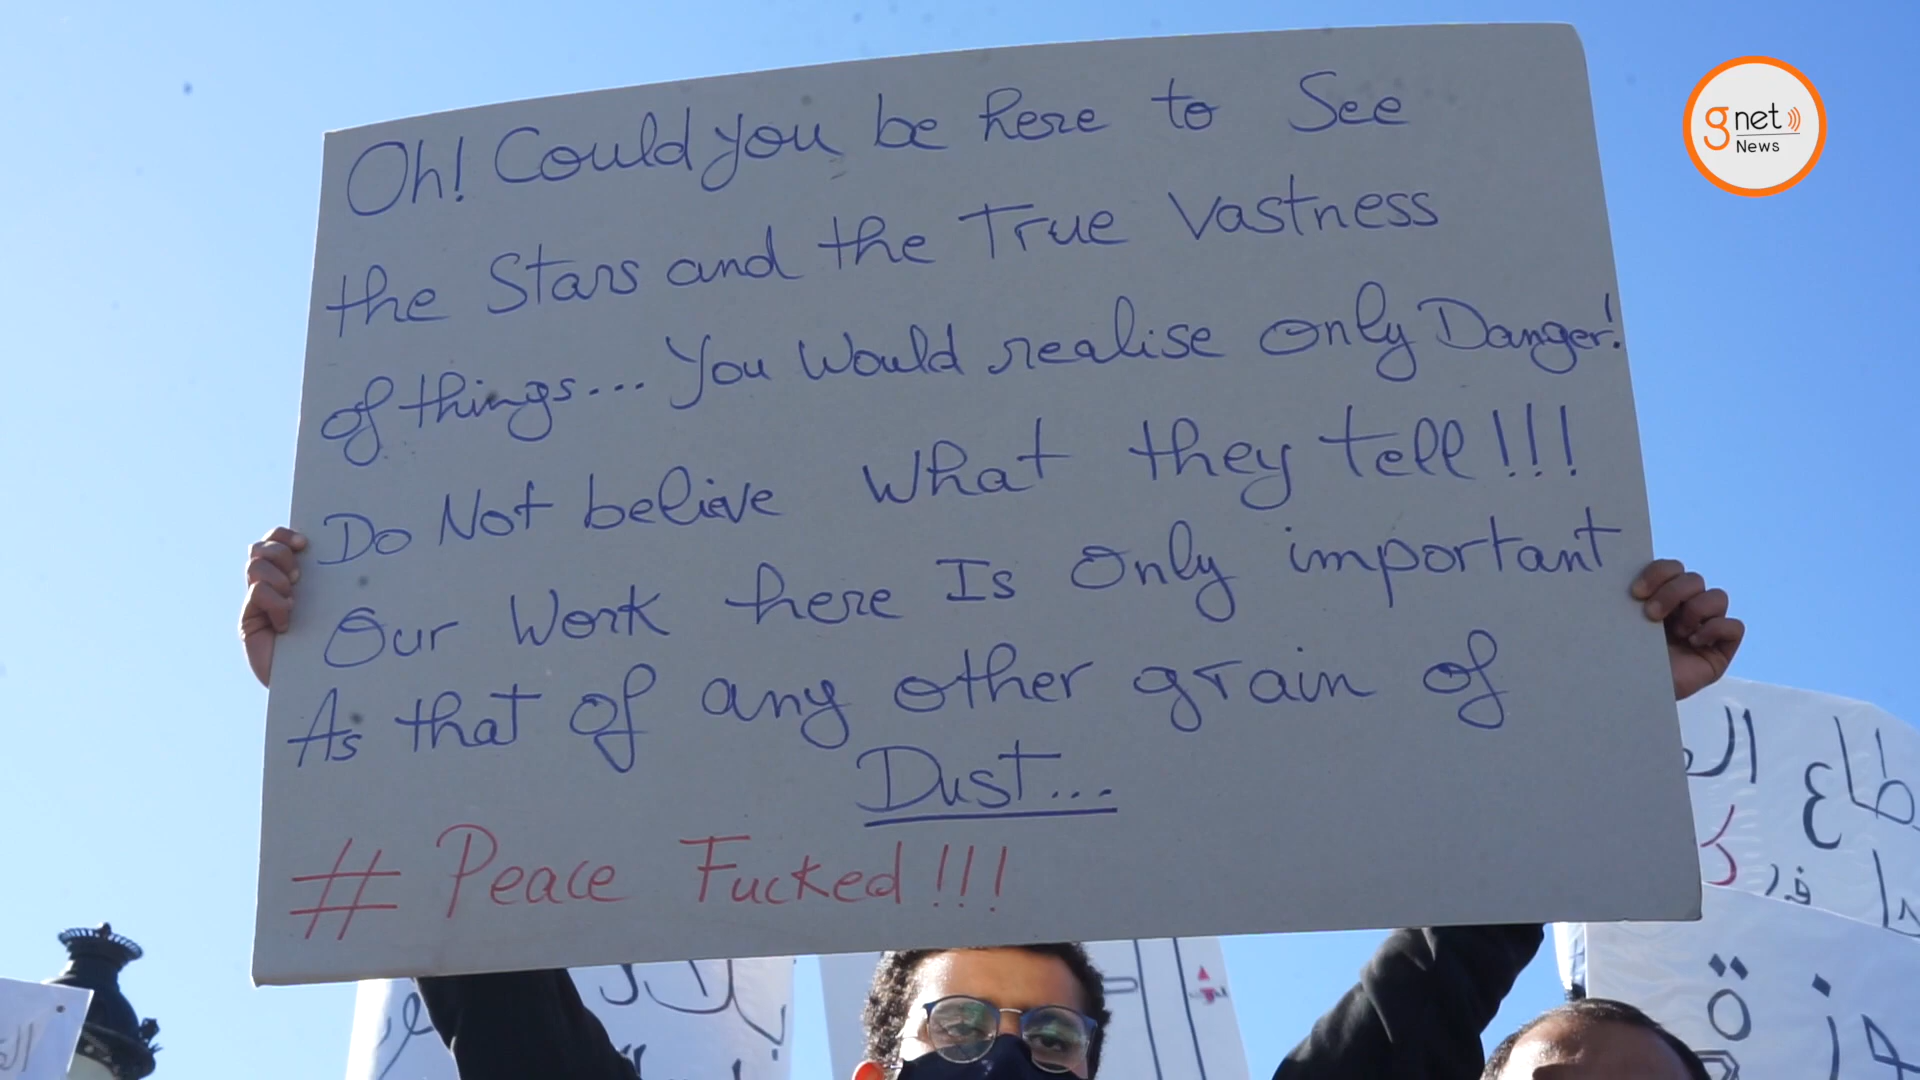 Oh! Could you be here to See
the Stars and the True Vastness
of things... You Would realise only Danger!
Do Not believe What they tell!!!
Our Work here Is only important
As that of any other grain of
Dust...
# Peace Fucked!!!
gnet
News